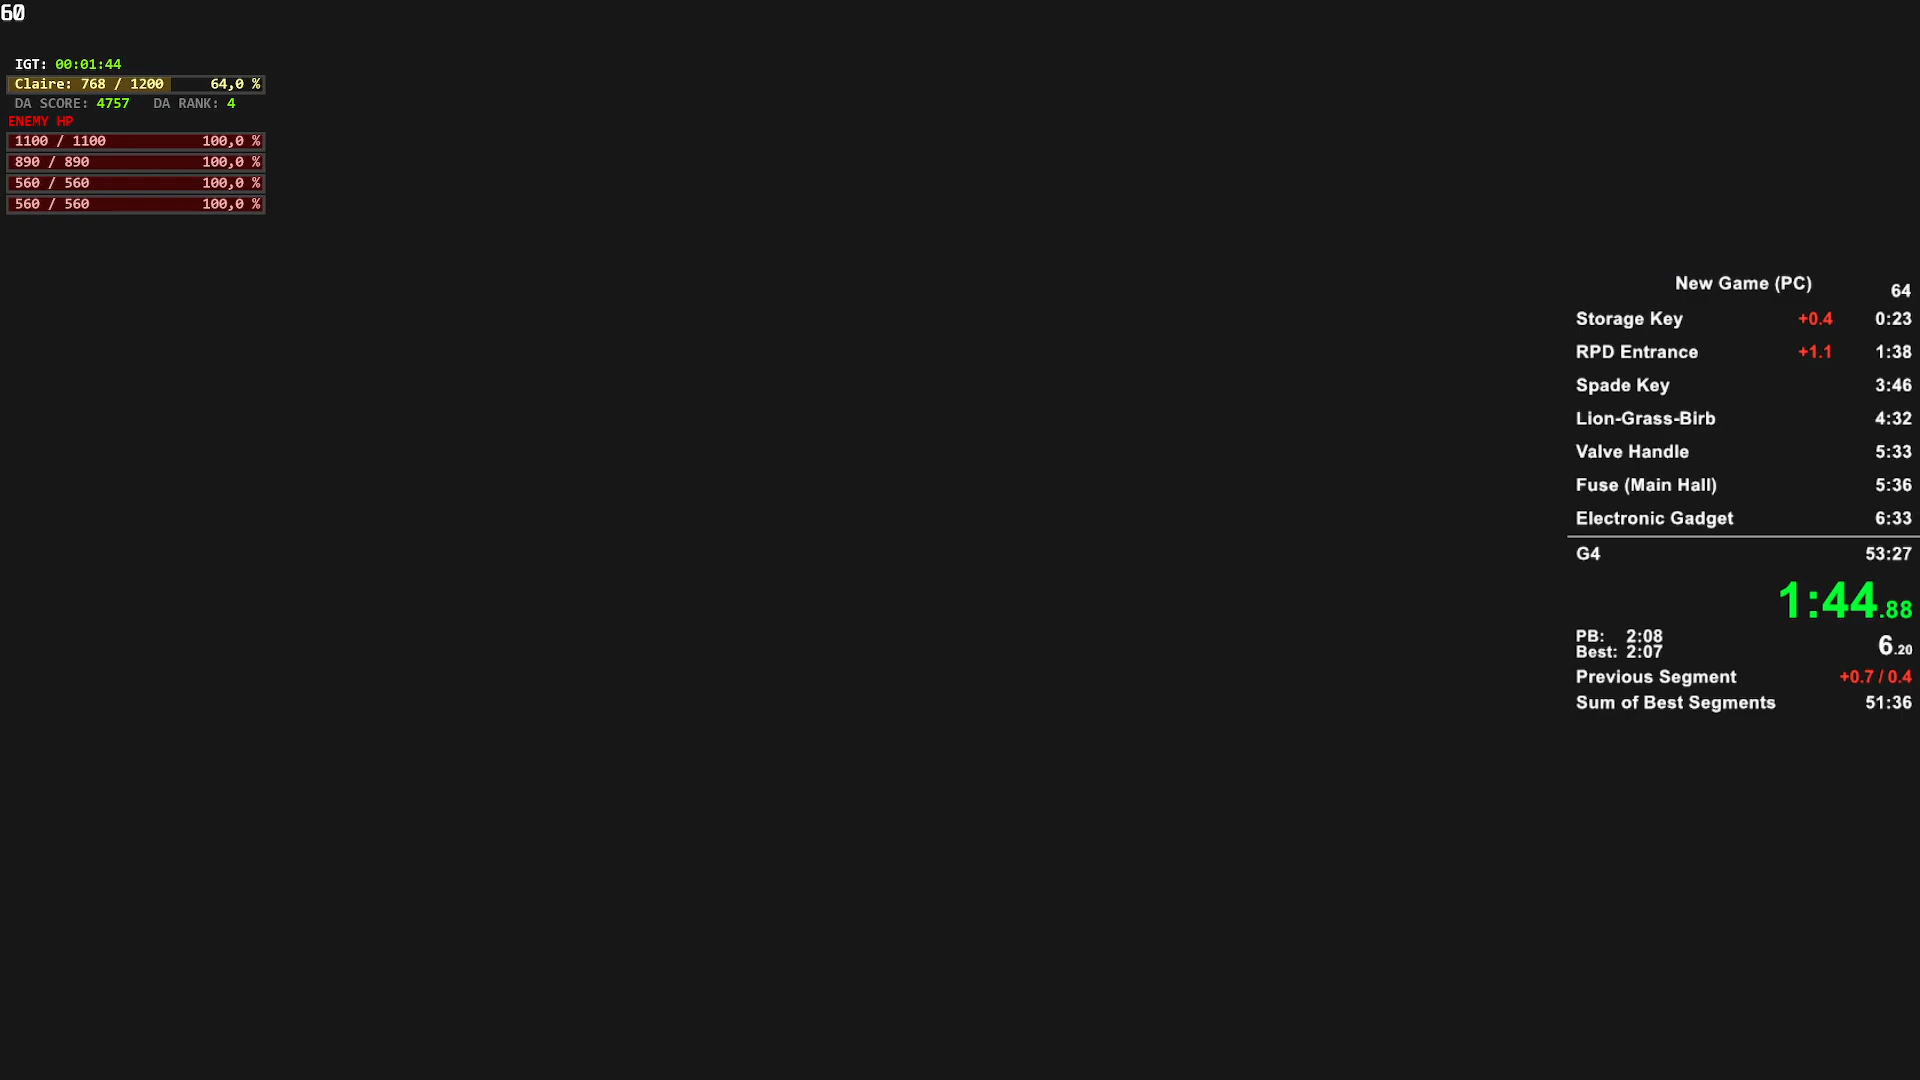 60
IGT: 00:01:44
Claire: 768 / 1200 64,0 %
DA SCORE: 4757 DA RANK: 4
ENEMY HP
1100 / 1100 100,0 %
890 / 890 100,0 %
560 / 560 100,0 %
560 / 560 100,0 %
New Game (PC) 64
Storage Key +0.4 0:23
RPD Entrance +1.1 1:38
Spade Key 3:46
Lion-Grass-Birb 4:32
Valve Handle 5:33
Fuse (Main Hall) 5:36
Electronic Gadget 6:33
G4 53:27
1:44.88
PB: 2:08 6.20
Best: 2:07
Previous Segment +0.7 / 0.4
Sum of Best Segments 51:36